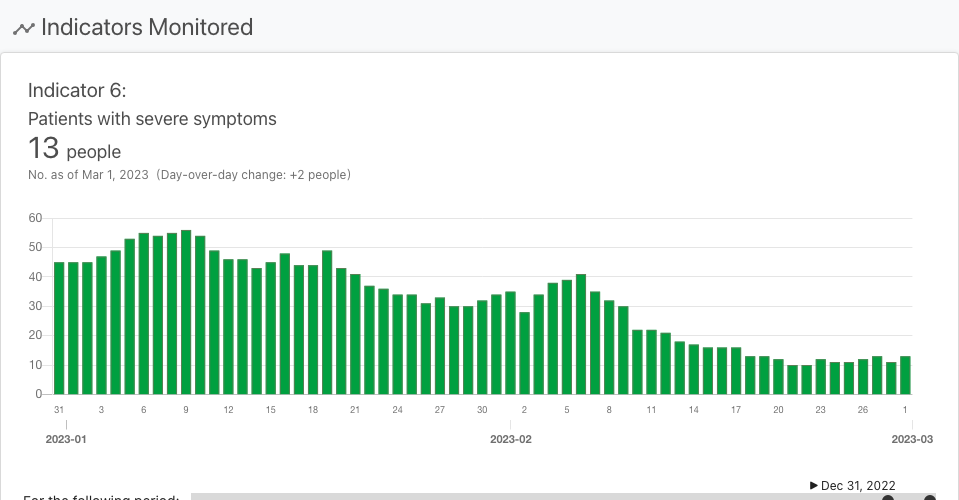 Indicators Monitored
Indicator 6:
Patients with severe symptoms
13 people
No. as of Mar 1, 2023 (Day-over-day change: +2 people)
60
50
40
30
20
10
0
31 3 6 9 12 15 18 21 24 27 30 2 5 8 11 14 17 20 23 26 1
2023-01 2023-02 2023-03
▶ Dec 31, 2022
For the following period: